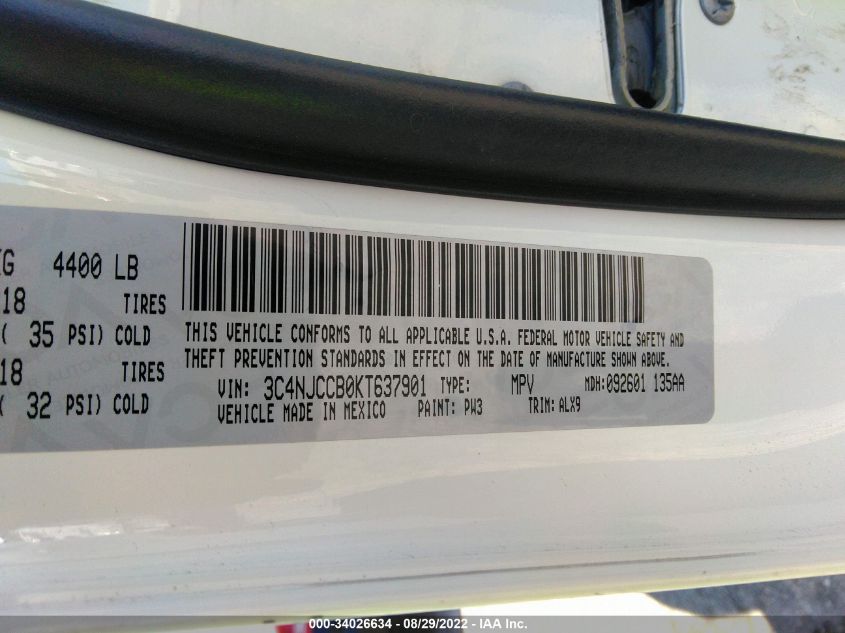 KG 4400 LB
18 TIRES
( 35 PSI) COLD
18 TIRES
( 32 PSI) COLD
THIS VEHICLE CONFORMS TO ALL APPLICABLE U.S.A. FEDERAL MOTOR VEHICLE SAFETY AND
THEFT PREVENTION STANDARDS IN EFFECT ON THE DATE OF MANUFACTURE SHOWN ABOVE.
VIN: 3C4NJCCB0KT637901 TYPE: MPV MDH:092601 135AA
VEHICLE MADE IN MEXICO PAINT: PW3 TRIM: ALX9
000-34026634 - 08/29/2022 - IAA Inc.